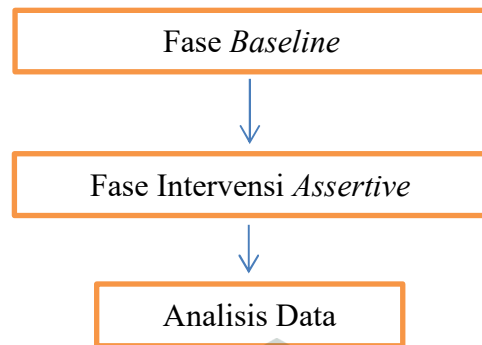 Fase Baseline
Fase Intervensi Assertive
Analisis Data